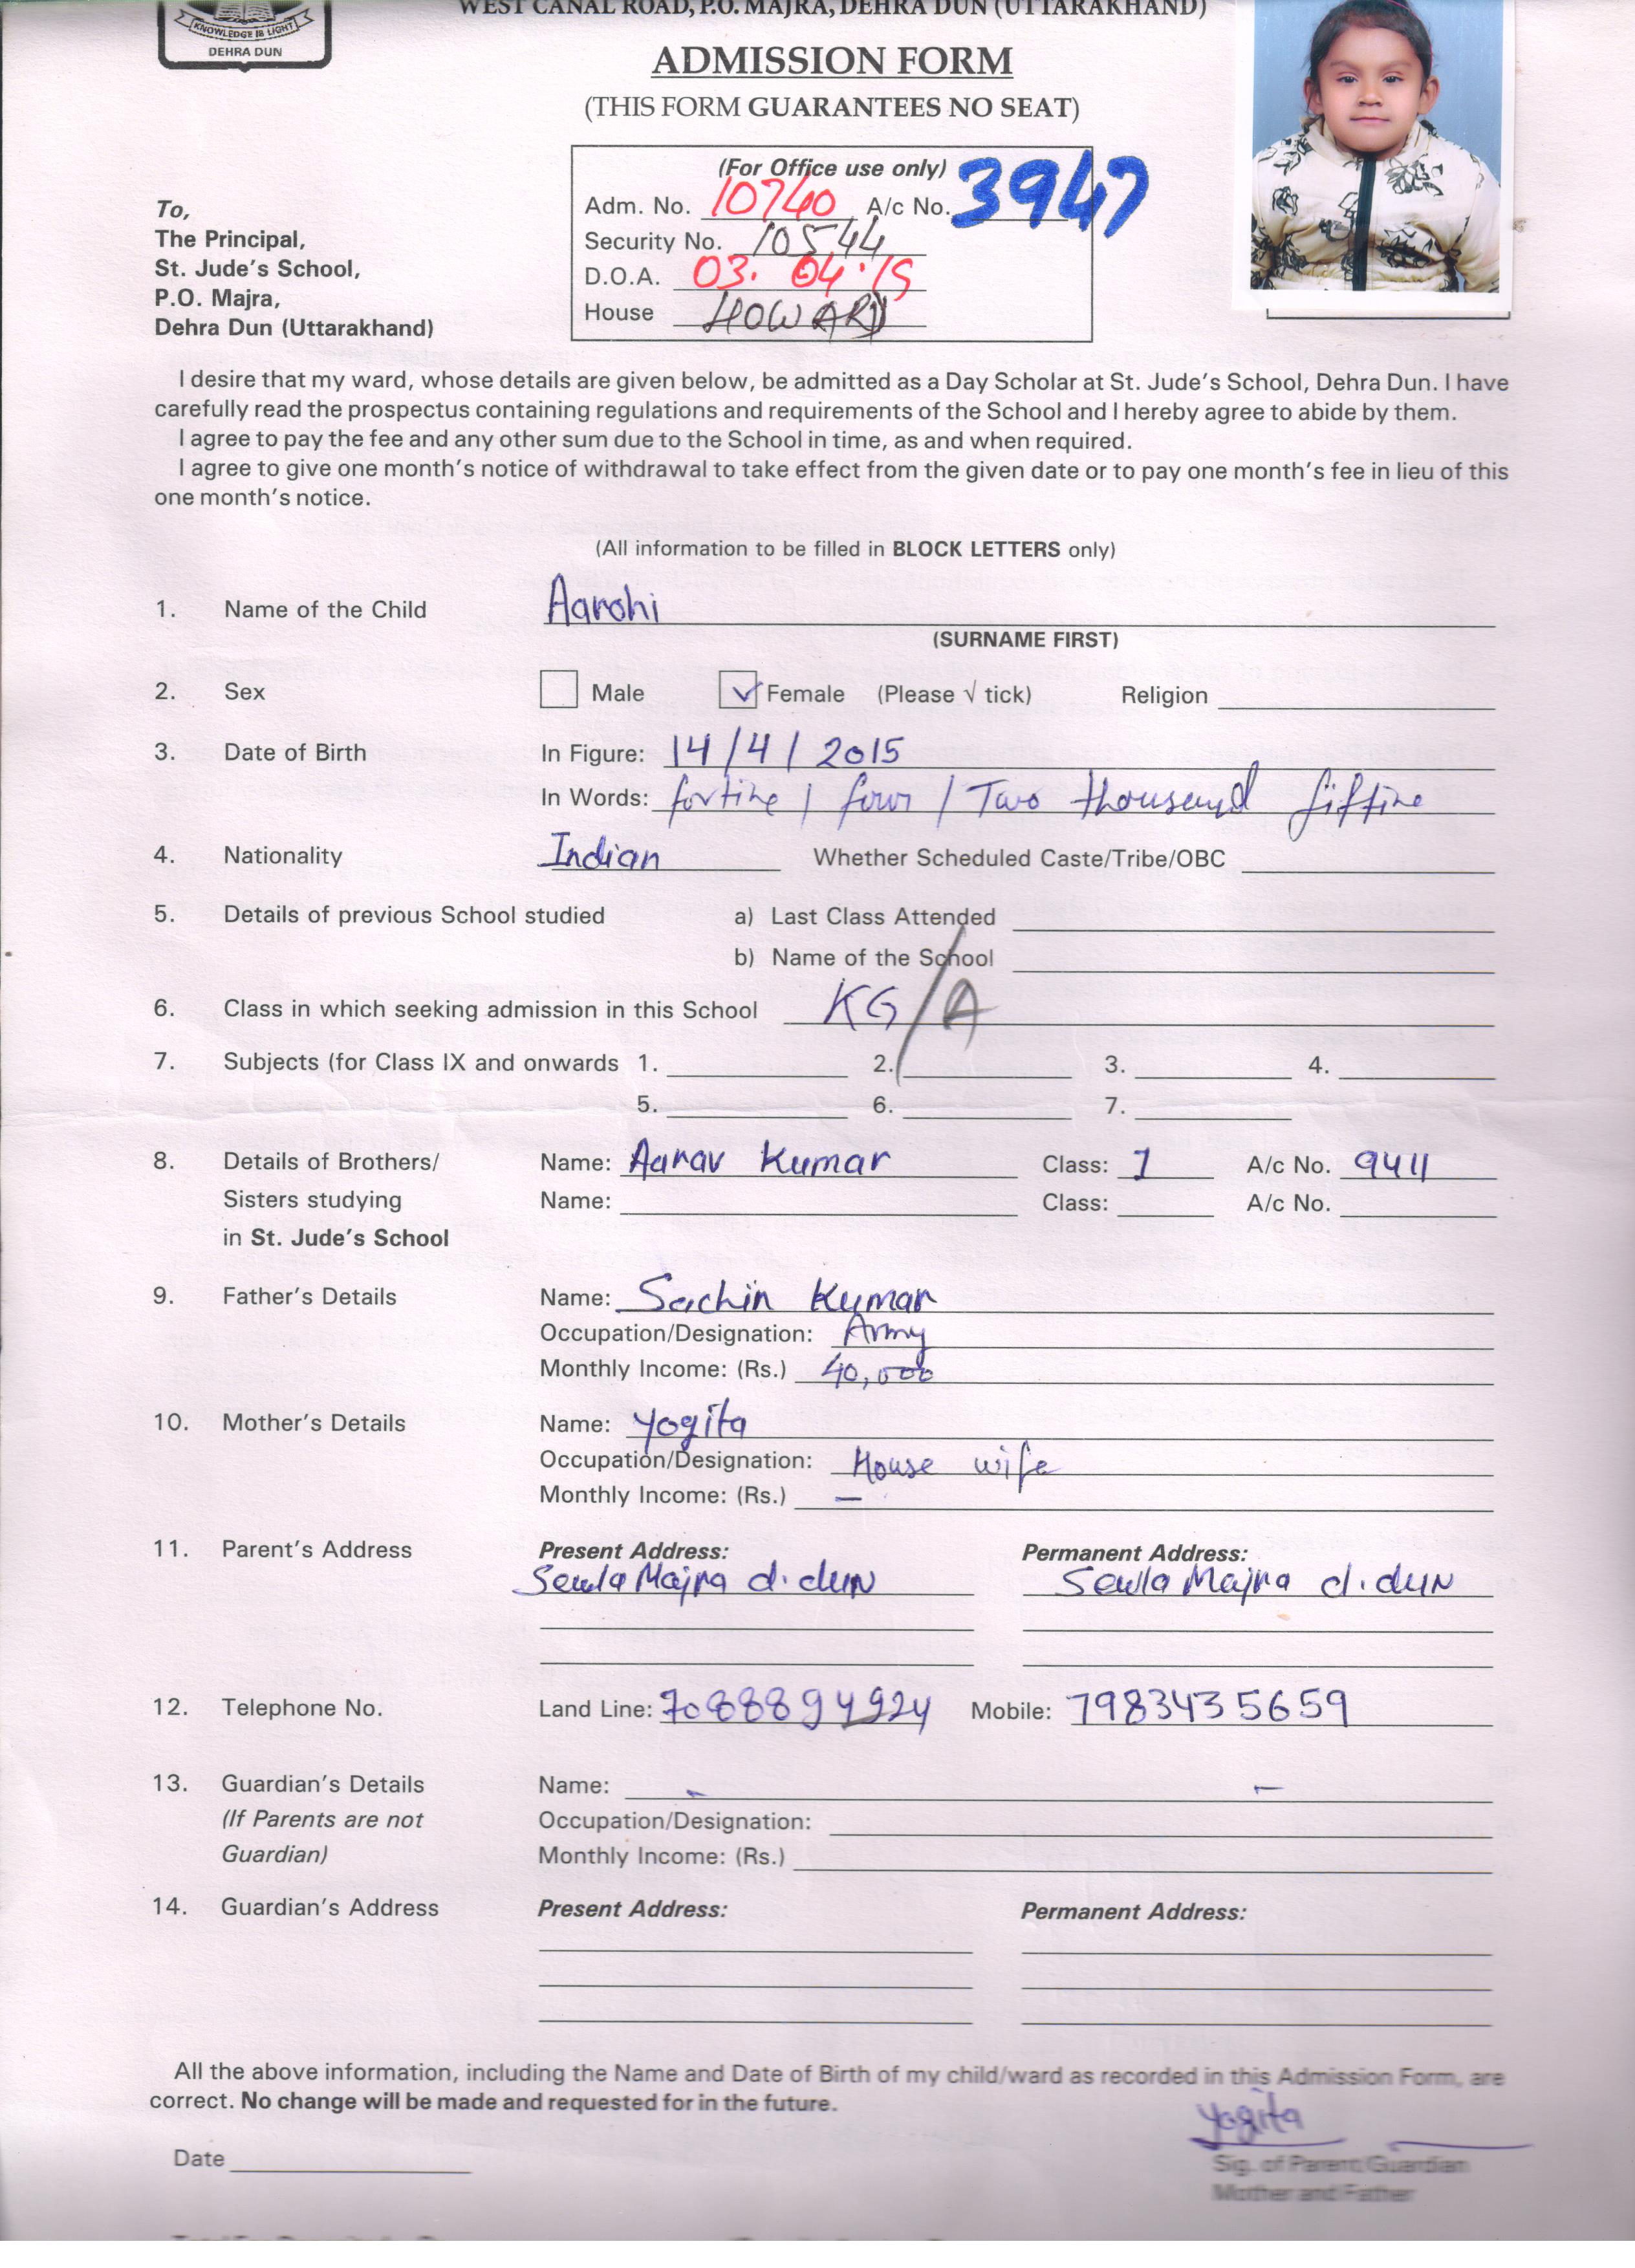 WEST CANAL ROAD, P.O. MAJRA, DEHRA DUN (UTTARAKHAND)
KNOWLEDGE IS LIGHT
DEHRA DUN
ADMISSION FORM
(THIS FORM GUARANTEES NO SEAT)
(For Office use only)
Adm. No. 10740 A/c No. 3947
Security No. 10544
D.O.A. 03.04.19
House HOWARD
To,
The Principal,
St. Jude's School,
P.O. Majra,
Dehra Dun (Uttarakhand)
I desire that my ward, whose details are given below, be admitted as a Day Scholar at St. Jude's School, Dehra Dun. I have
carefully read the prospectus containing regulations and requirements of the School and I hereby agree to abide by them.
I agree to pay the fee and any other sum due to the School in time, as and when required.
I agree to give one month's notice of withdrawal to take effect from the given date or to pay one month's fee in lieu of this
one month's notice.
(All information to be filled in BLOCK LETTERS only)
1. Name of the Child Aarohi
(SURNAME FIRST)
2. Sex Male Female (Please √ tick) Religion
3. Date of Birth In Figure: 14/4/2015
In Words: fortine / four / Two thousand fiftine
4. Nationality Indian Whether Scheduled Caste/Tribe/OBC
5. Details of previous School studied a) Last Class Attended
b) Name of the School
6. Class in which seeking admission in this School KG/A
7. Subjects (for Class IX and onwards 1. 2. 3. 4.
5. 6. 7.
8. Details of Brothers/ Name: Aarav Kumar Class: 1 A/c No. 9411
Sisters studying Name: Class: A/c No.
in St. Jude's School
9. Father's Details Name: Sachin Kumar
Occupation/Designation: Army
Monthly Income: (Rs.) 40,000
10. Mother's Details Name: Yogita
Occupation/Designation: House wife
Monthly Income: (Rs.) —
11. Parent's Address Present Address: Permanent Address:
Sewla Majra d.dun Sewla Majra d.dun
12. Telephone No. Land Line: 7088894924 Mobile: 7983435659
13. Guardian's Details Name: - -
(If Parents are not Occupation/Designation:
Guardian) Monthly Income: (Rs.)
14. Guardian's Address Present Address: Permanent Address:
All the above information, including the Name and Date of Birth of my child/ward as recorded in this Admission Form, are
correct. No change will be made and requested for in the future.
Yogita
Date
Sig. of Parent/Guardian
Mother and Father